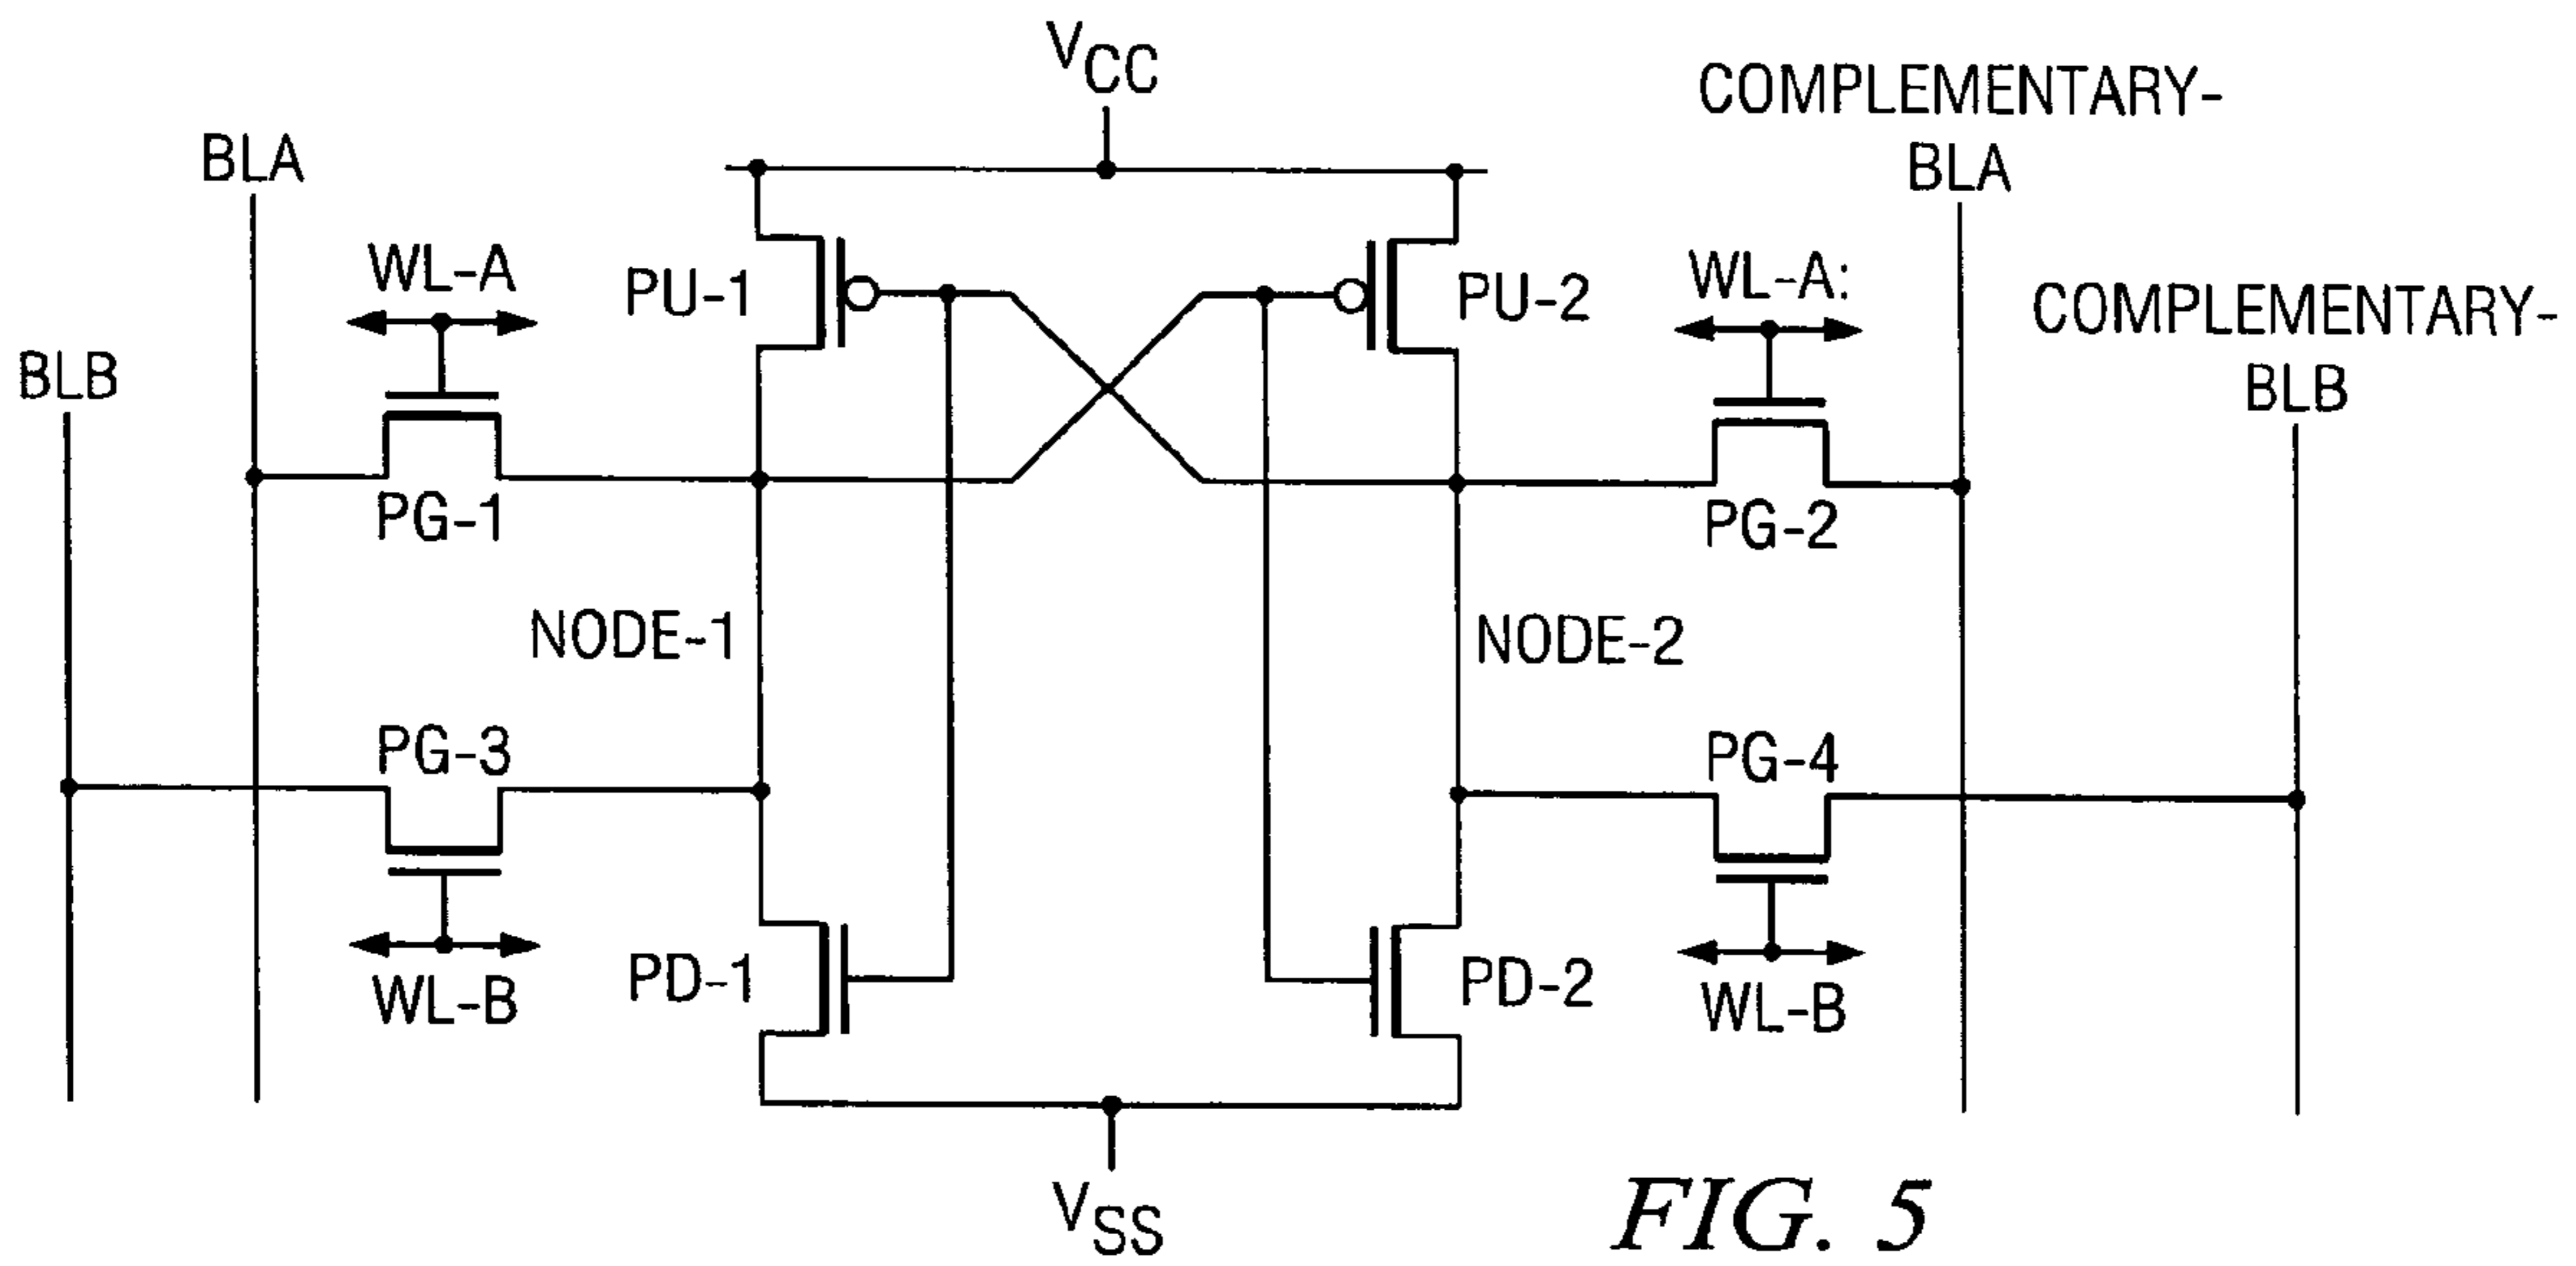 VCC
COMPLEMENTARY-
BLA
BLA
WL-A
PU-1
PU-2
WL-A:
COMPLEMENTARY-
BLB
BLB
PG-1
PG-2
NODE-1
NODE-2
PG-3
PG-4
WL-B
PD-1
PD-2
WL-B
VSS
FIG. 5